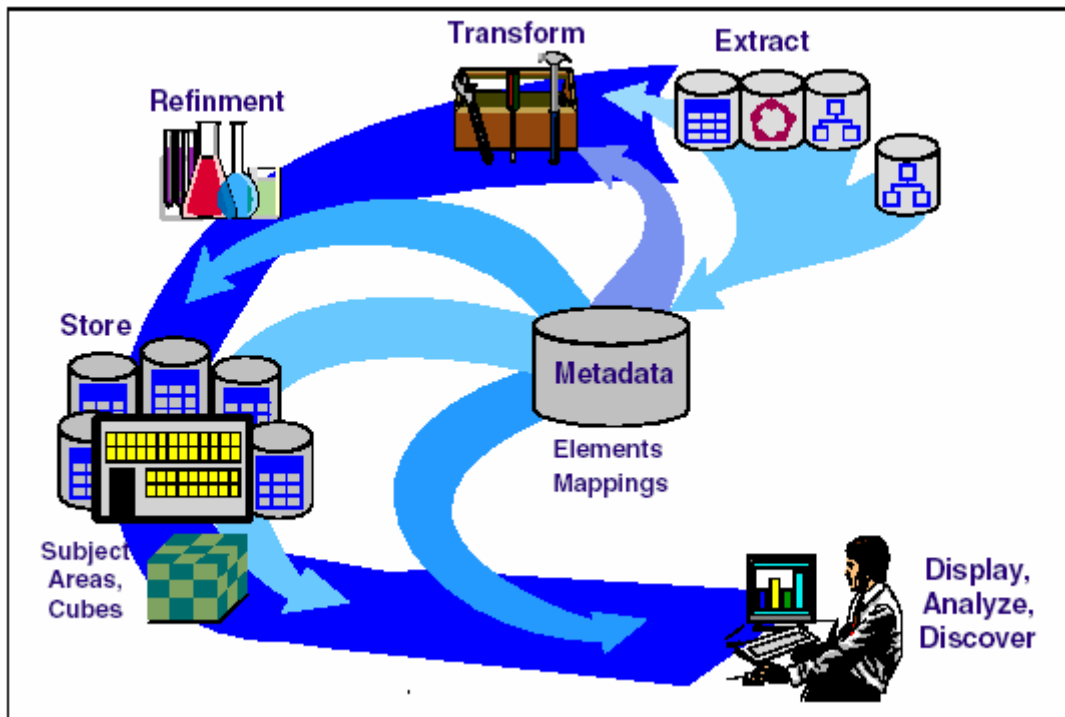 Transform
Extract
Refinment
Store
Metadata
Elements
Mappings
Subject
Areas,
Cubes
Display,
Analyze,
Discover